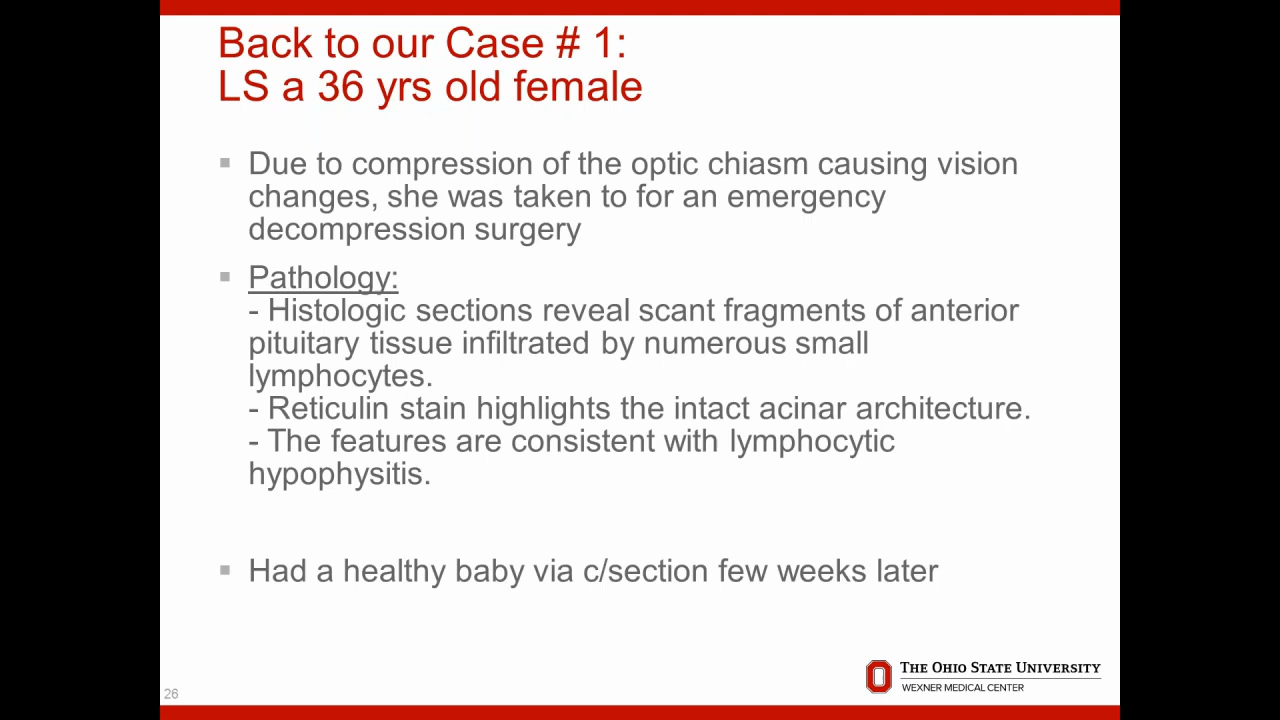 Back to our Case # 1:
LS a 36 yrs old female
Due to compression of the optic chiasm causing vision
changes, she was taken to for an emergency
decompression surgery
Pathology:
- Histologic sections reveal scant fragments of anterior
pituitary tissue infiltrated by numerous small
lymphocytes.
- Reticulin stain highlights the intact acinar architecture.
- The features are consistent with lymphocytic
hypophysitis.
Had a healthy baby via c/section few weeks later
THE OHIO STATE UNIVERSITY
WEXNER MEDICAL CENTER
26